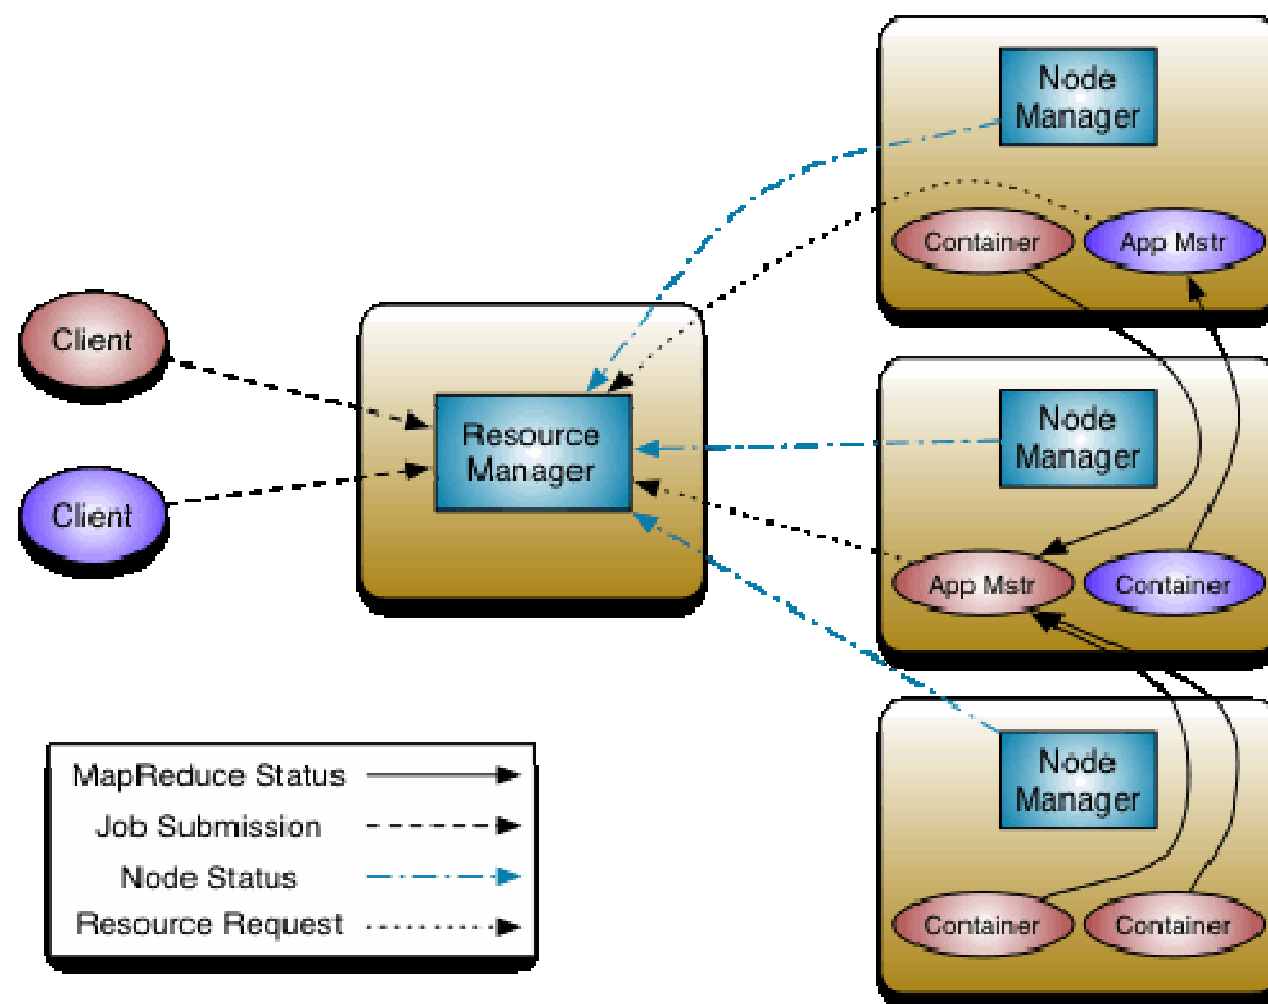 Node
Manager
Container
App Mstr
Client
Client
Resource
Manager
Node
Manager
App Mstr
Container
Node
Manager
Container
Container
MapReduce Status
Job Submission
Node Status
Resource Request